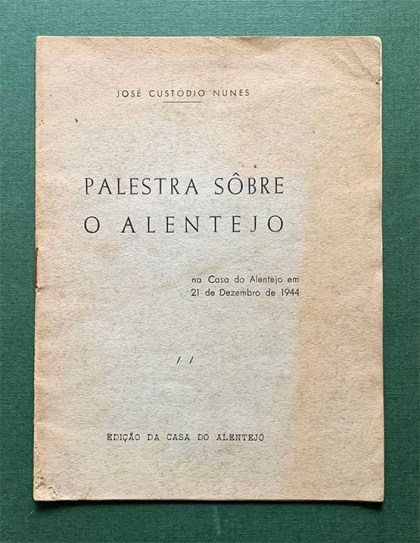 JOSÉ CUSTÓDIO NUNES
PALESTRA SÔBRE
O ALENTEJO
na Casa do Alentejo em
21 de Dezembro de 1944
/ /
EDIÇÃO DA CASA DO ALENTEJO